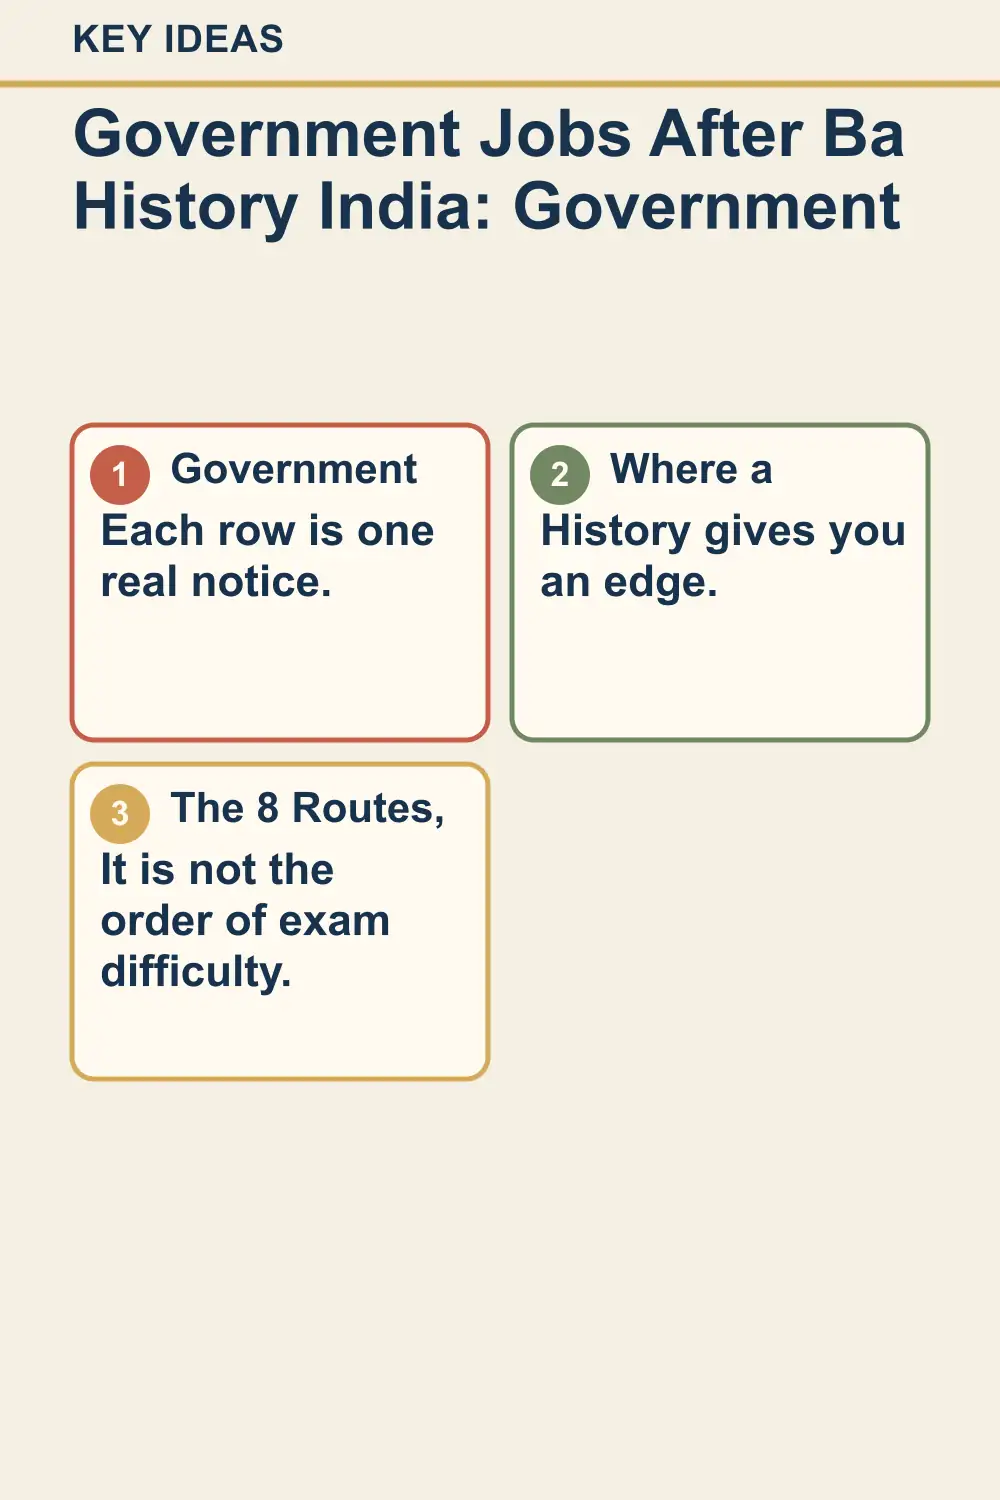 KEY IDEAS
Government Jobs After Ba
History India: Government
1 Government
Each row is one
real notice.
2 Where a
History gives you
an edge.
3 The 8 Routes,
It is not the
order of exam
difficulty.